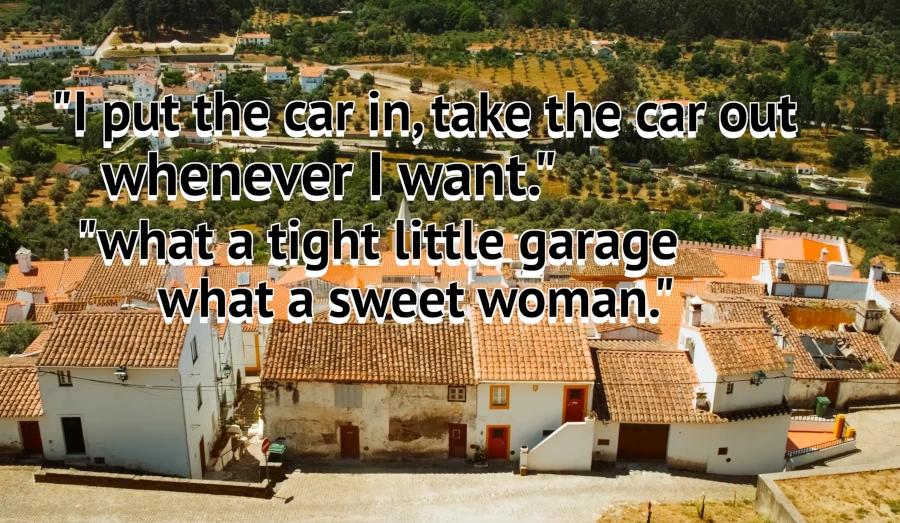 "I put the car in, take the car out
whenever I want."
"what a tight little garage
what a sweet woman."